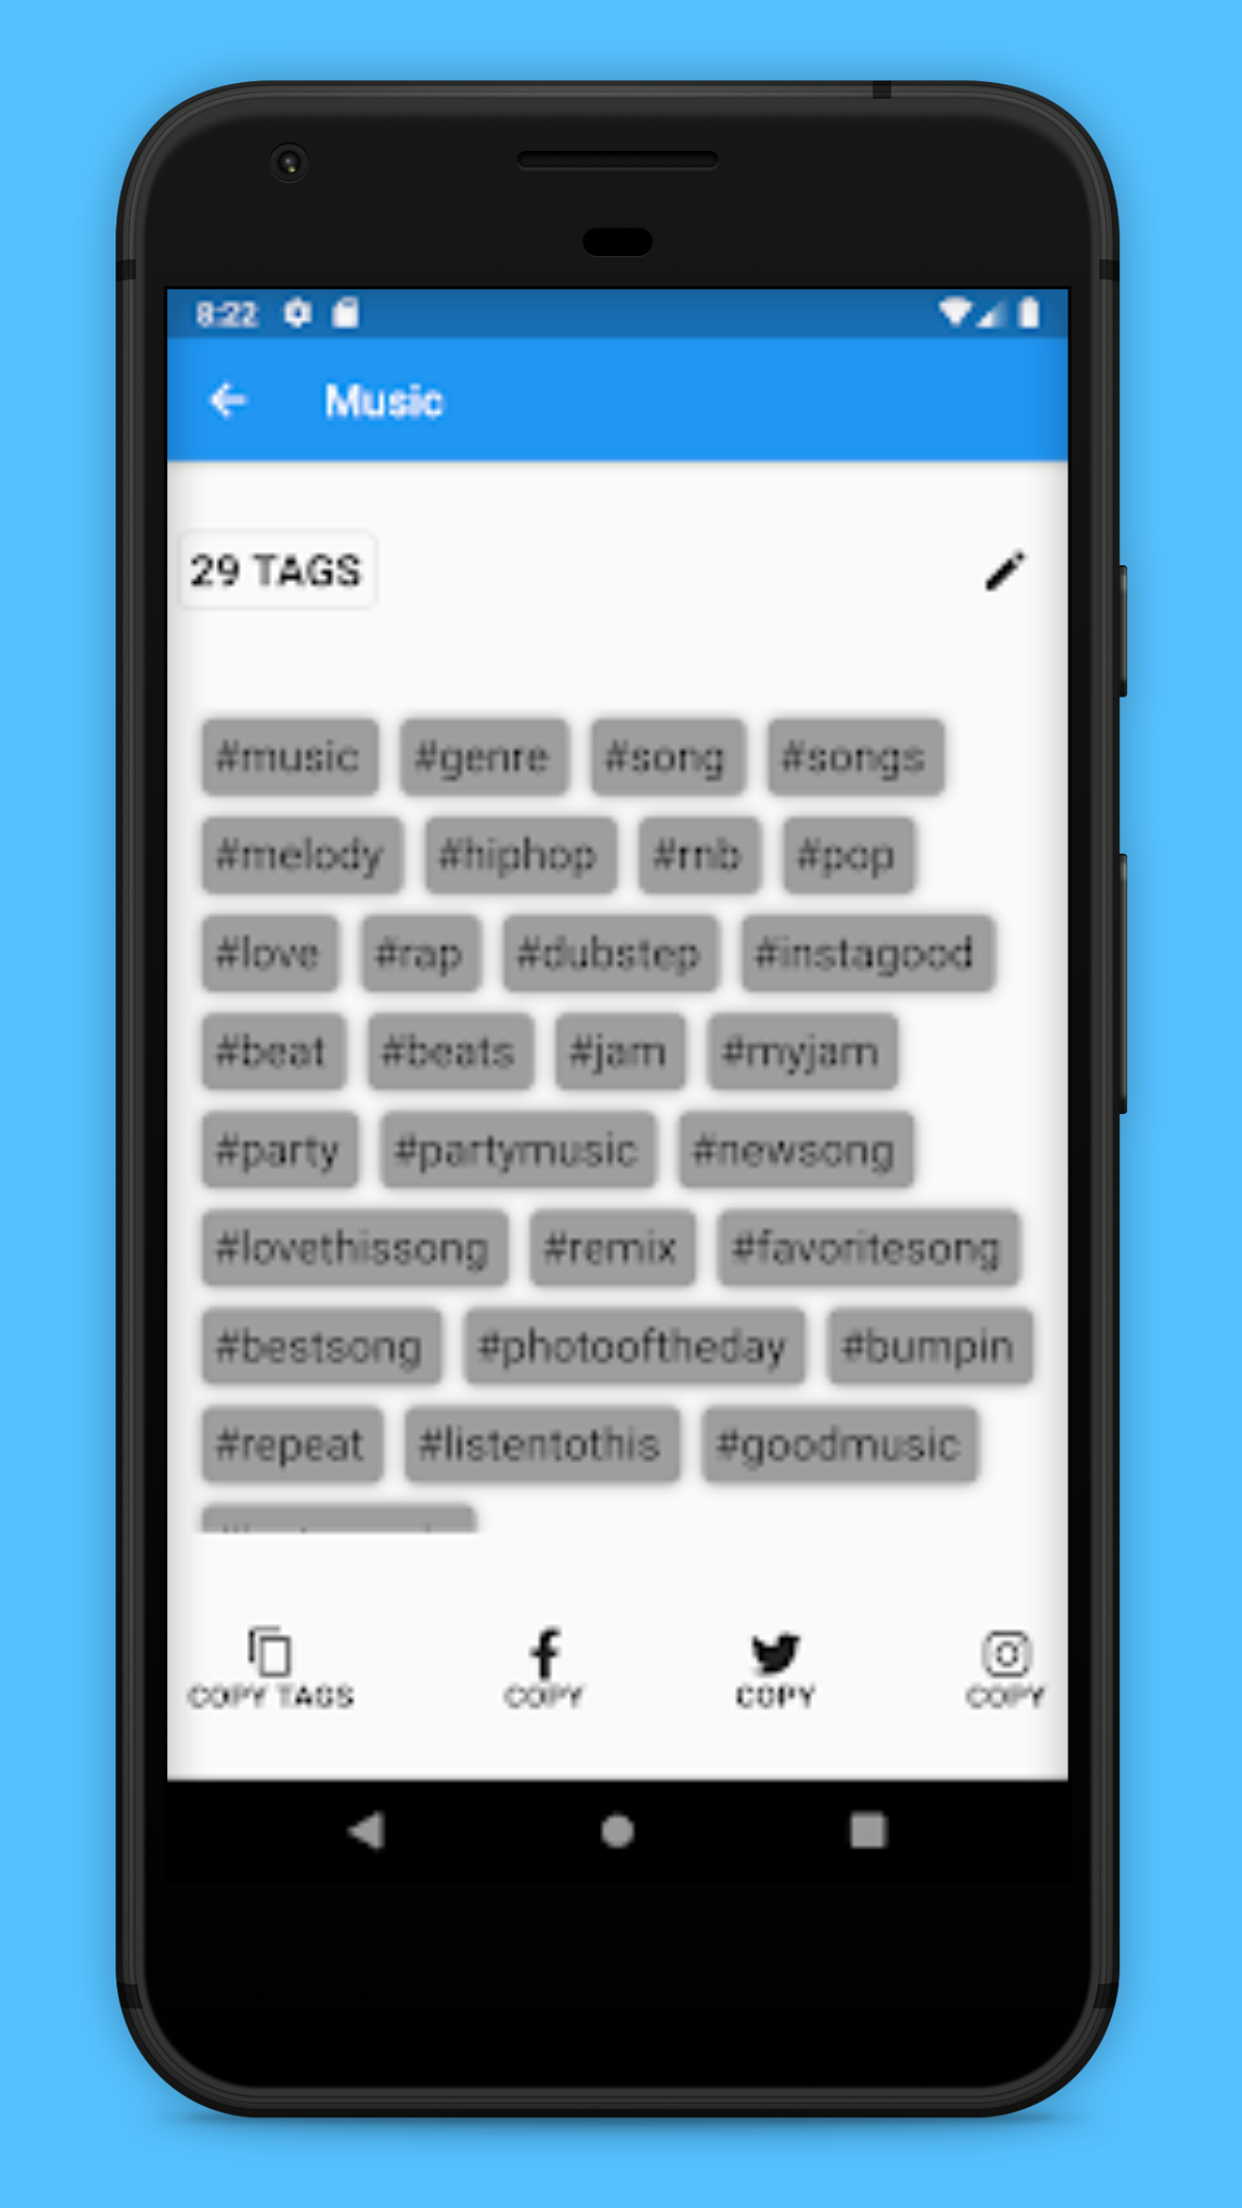 8:22
Music
29 TAGS
#music #genre #song #songs
#melody #hiphop #rnb #pop
#love #rap #dubstep #instagood
#beat #beats #jam #myjam
#party #partymusic #newsong
#lovethissong #remix #favoritesong
#bestsong #photooftheday #bumpin
#repeat #listentothis #goodmusic
COPY TAGS COPY COPY COPY